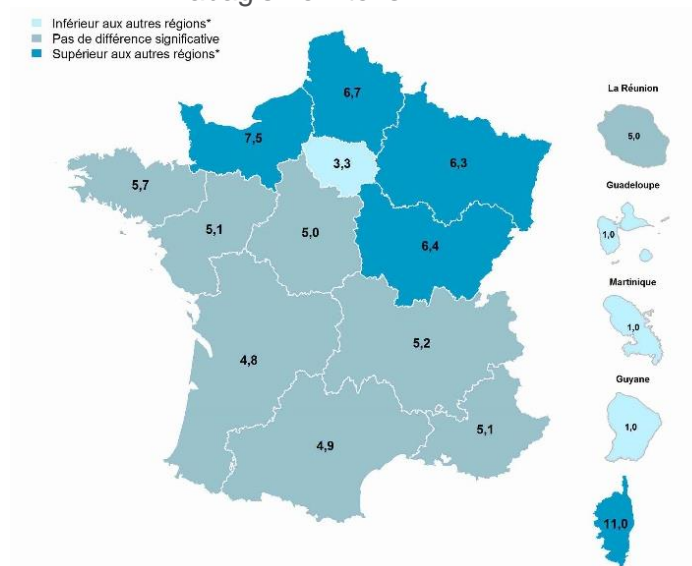 Inférieur aux autres régions*
Pas de différence significative
Supérieur aux autres régions*
6,7
La Réunion
5,0
7,5
3,3
6,3
5,7
Guadeloupe
1,0
5,1
5,0
6,4
Martinique
1,0
4,8
5,2
Guyane
1,0
4,9
5,1
11,0